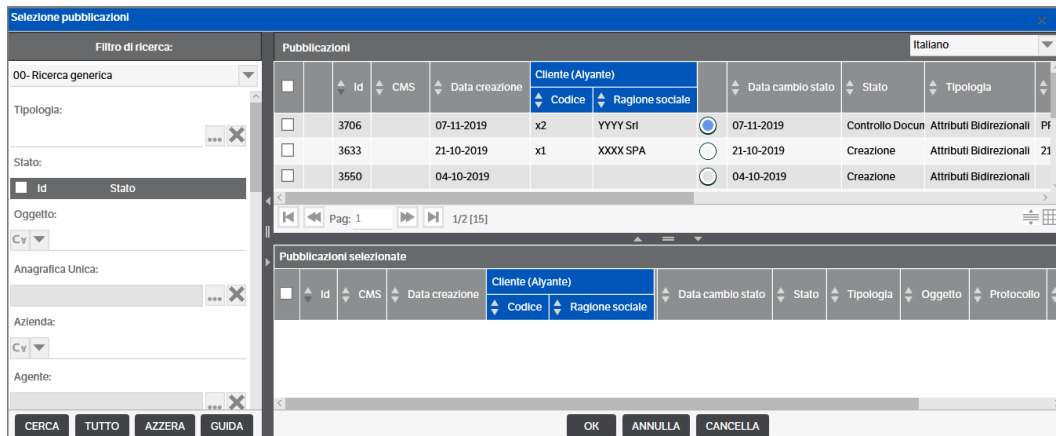 Selezione pubblicazioni
Filtro di ricerca:
00- Ricerca generica
Tipologia:
...
Stato:
Id Stato
Oggetto:
Anagrafica Unica:
...
Azienda:
Agente:
...
CERCA TUTTO AZZERA GUIDA
Pubblicazioni Italiano
Cliente (Alyante)
Id CMS Data creazione Codice Ragione sociale Data cambio stato Stato Tipologia
3706 07-11-2019 x2 YYYY Srl 07-11-2019 Controllo Docum Attributi Bidirezionali
3633 21-10-2019 x1 XXXX SPA 21-10-2019 Creazione Attributi Bidirezionali 21
3550 04-10-2019 04-10-2019 Creazione Attributi Bidirezionali
Pag: 1 1/2 [15]
Pubblicazioni selezionate
Cliente (Alyante)
Id CMS Data creazione Codice Ragione sociale Data cambio stato Stato Tipologia Oggetto Protocollo
OK ANNULLA CANCELLA